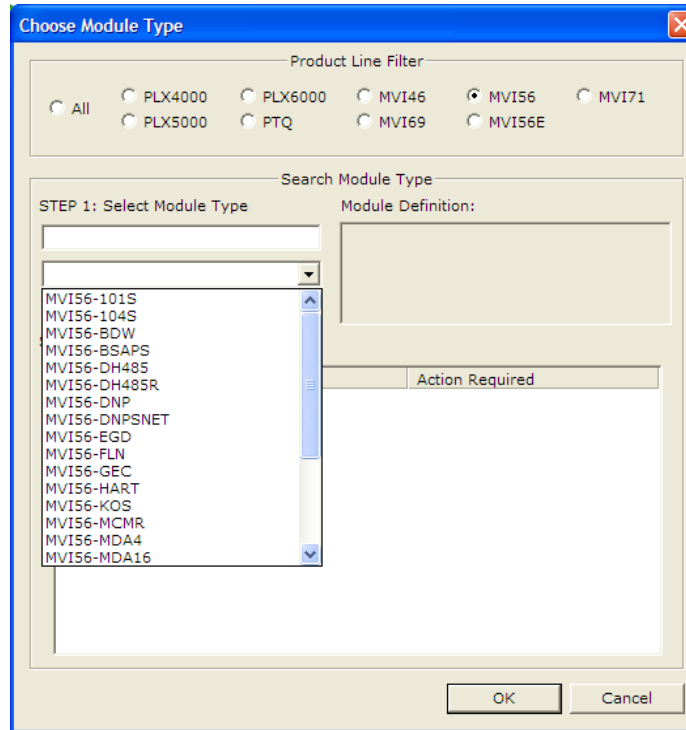 Choose Module Type
Product Line Filter
All
PLX4000
PLX6000
MVI46
MVI56
MVI71
PLX5000
PTQ
MVI69
MVI56E
Search Module Type
STEP 1: Select Module Type
Module Definition:
MVI56-101S
MVI56-104S
MVI56-BDW
MVI56-BSAPS
MVI56-DH485
MVI56-DH485R
MVI56-DNP
MVI56-DNPSNET
MVI56-EGD
MVI56-FLN
MVI56-GEC
MVI56-HART
MVI56-KOS
MVI56-MCMR
MVI56-MDA4
MVI56-MDA16
Action Required
OK
Cancel